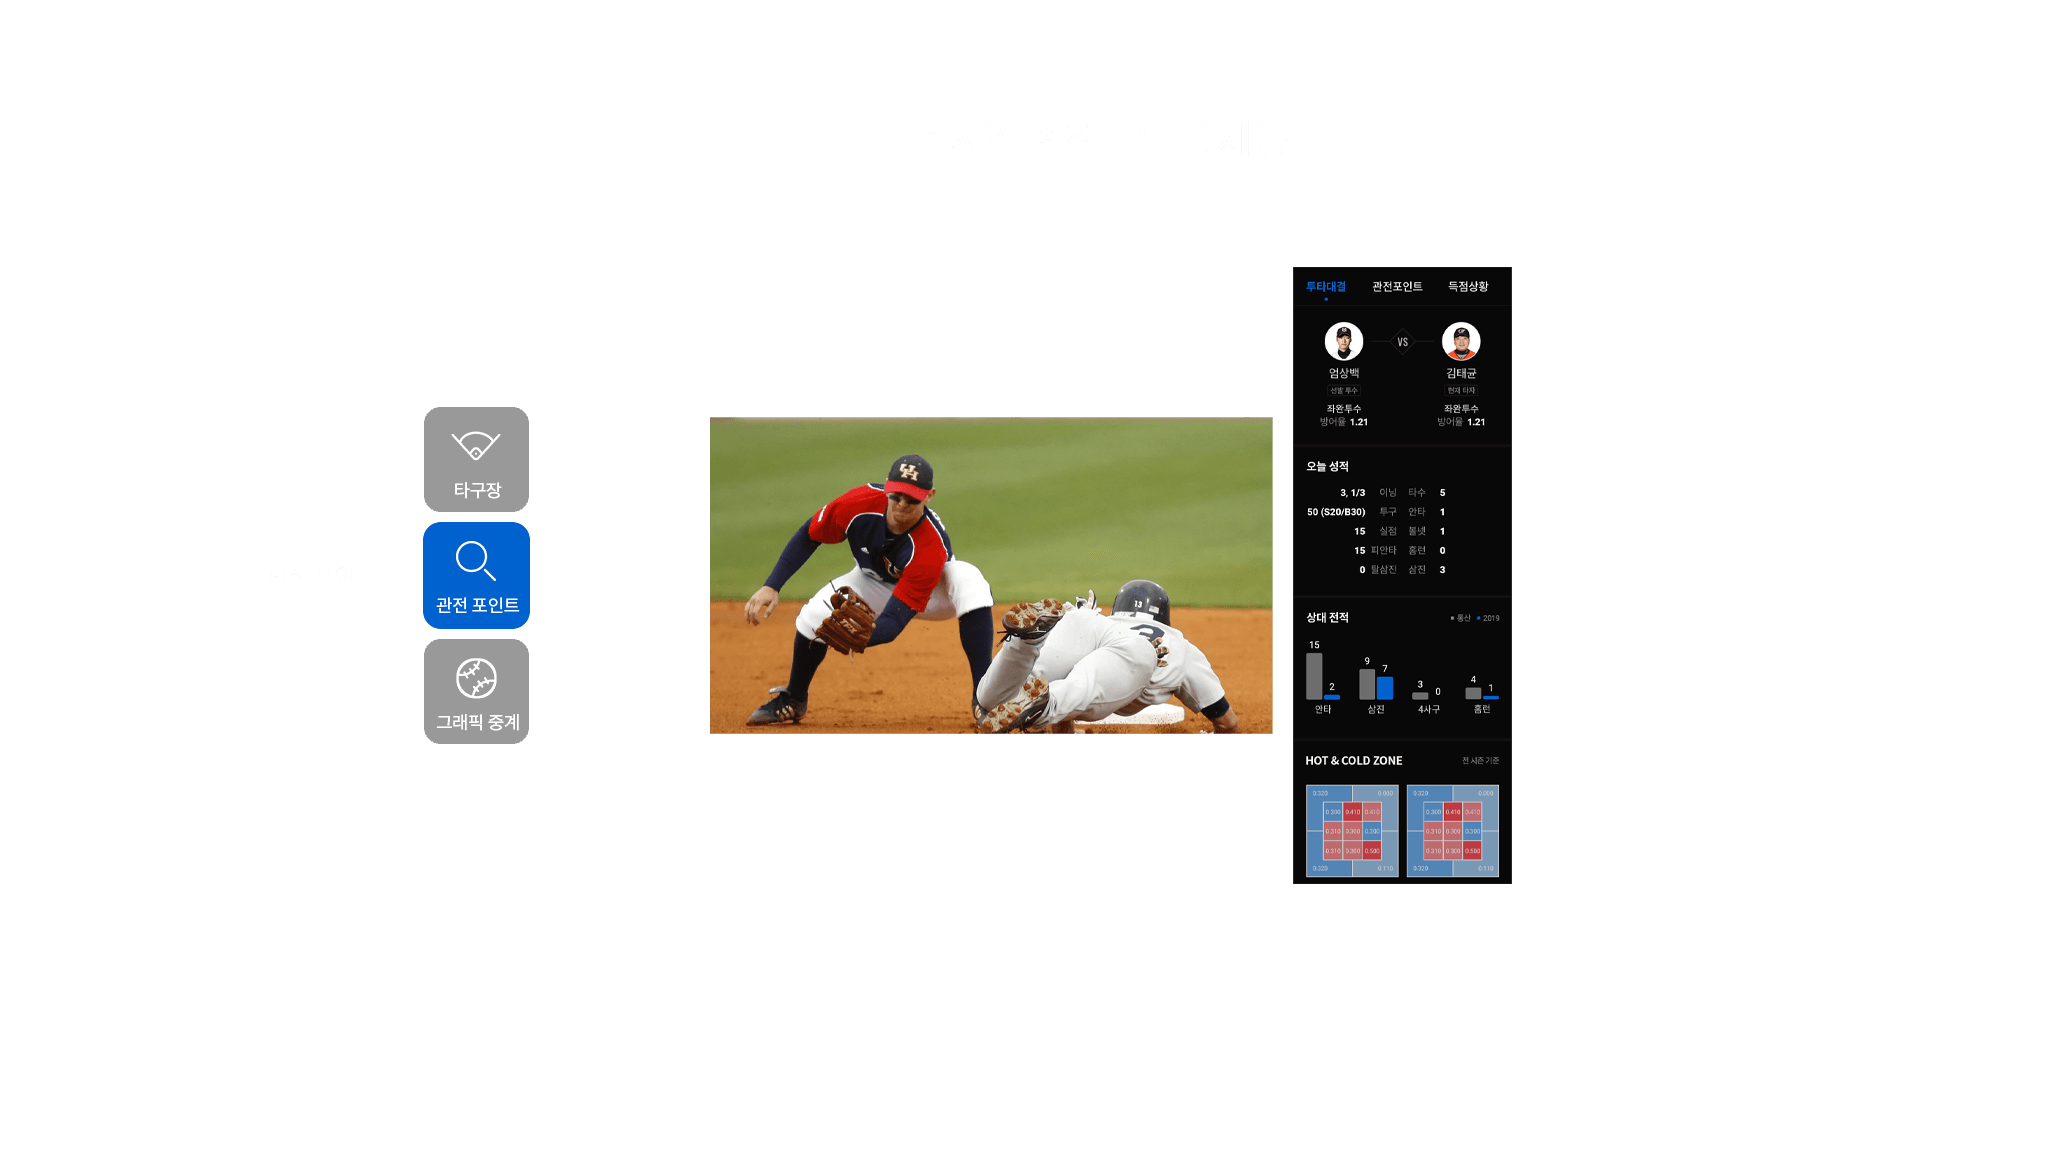 타구장
관전 포인트
그래픽 중계
UH
13
3
투타대결 관전포인트 득점상황
엄상백 VS 김태균
선발 투수 현재 타자
좌완투수 좌완투수
방어율 1.21 방어율 1.21
오늘 성적
3, 1/3 이닝 타수 5
50 (S20/B30) 투구 안타 1
15 실점 볼넷 1
15 피안타 홈런 0
0 탈삼진 삼진 3
상대 전적 통산 2019
15 2 9 7 3 0 4 1
안타 삼진 4사구 홈런
HOT & COLD ZONE 전 시즌 기준
0.320 0.000 0.320 0.000
0.300 0.410 0.410 0.300 0.410 0.410
0.310 0.300 0.300 0.310 0.300 0.300
0.310 0.300 0.500 0.310 0.300 0.500
0.320 0.110 0.320 0.110